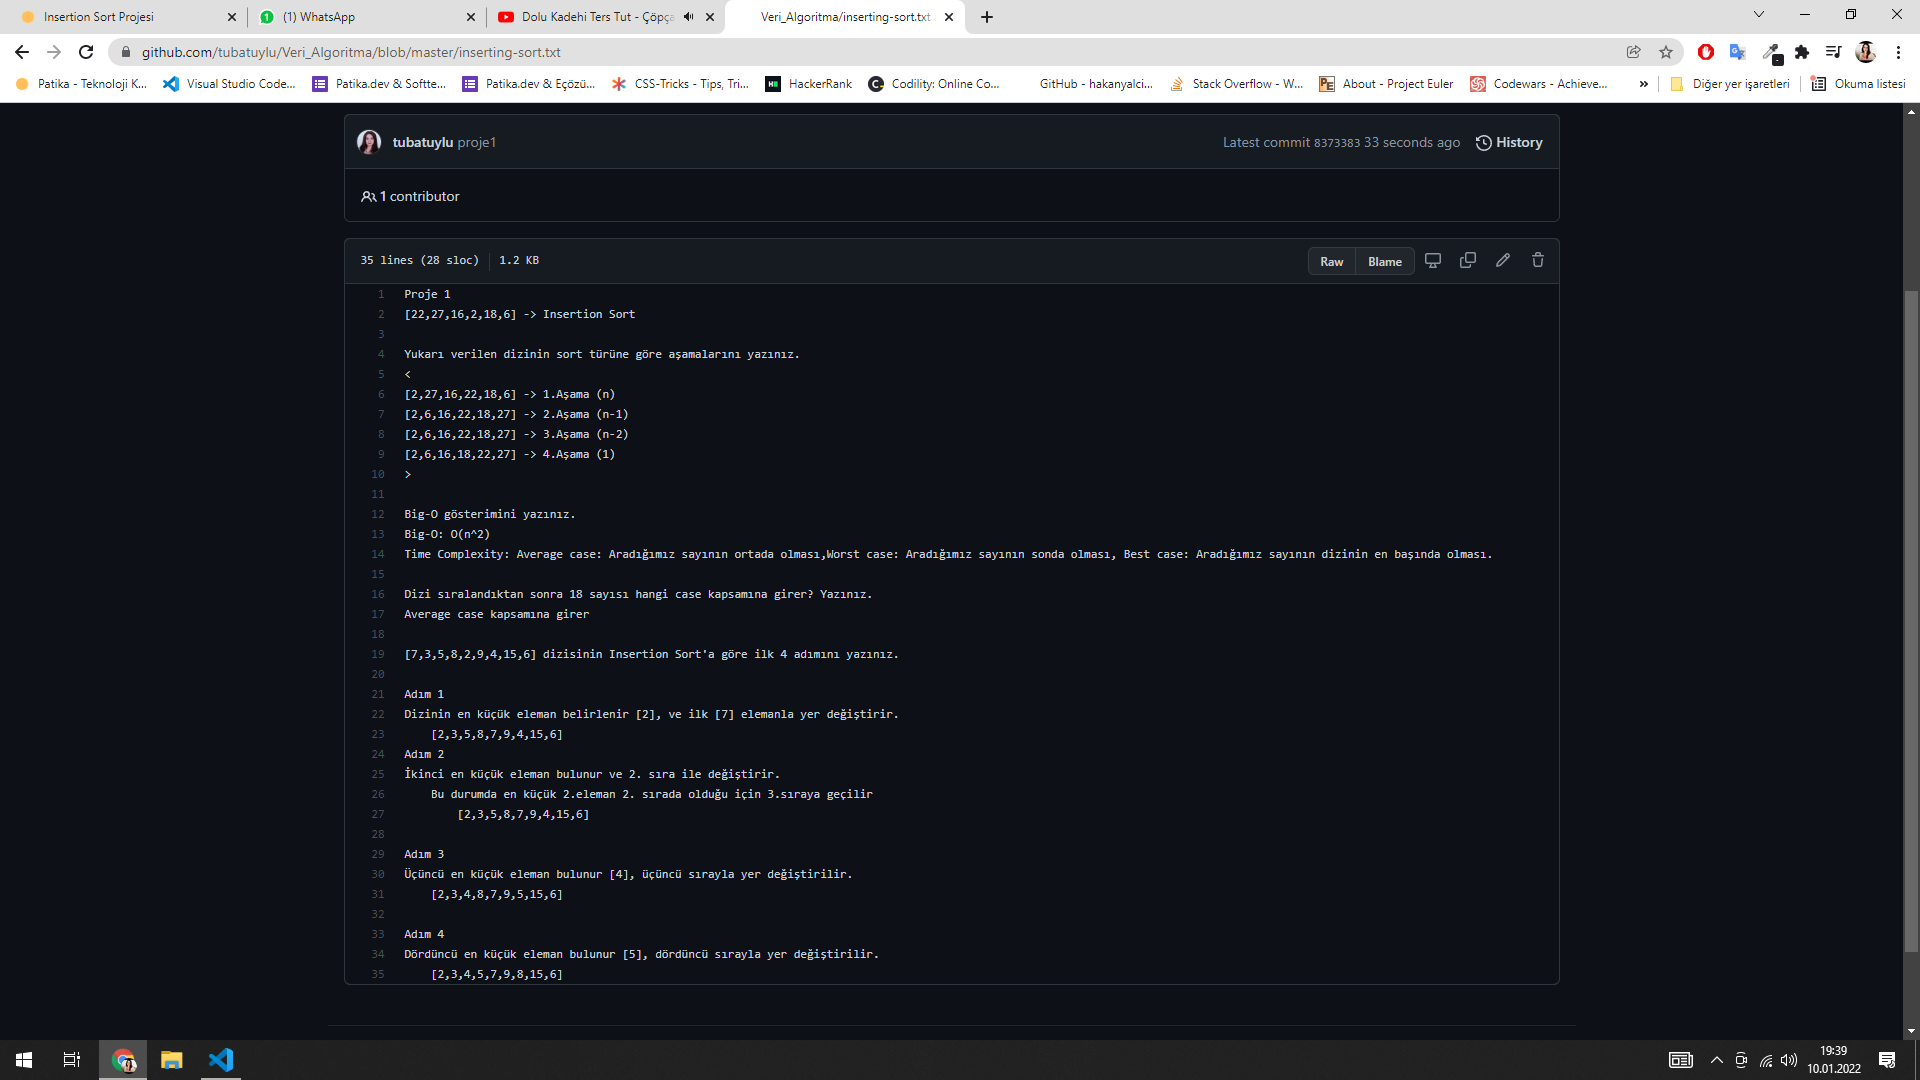 Insertion Sort Projesi
(1) WhatsApp
Dolu Kadehi Ters Tut - Çöpça
Veri_Algoritma/inserting-sort.txt
github.com/tubatuylu/Veri_Algoritma/blob/master/inserting-sort.txt
Patika - Teknoloji K...
Visual Studio Code...
Patika.dev & Softte...
Patika.dev & Eçözü...
CSS-Tricks - Tips, Tri...
HackerRank
Codility: Online Co...
GitHub - hakanyalci...
Stack Overflow - W...
About - Project Euler
Codewars - Achieve...
»
Diğer yer işaretleri
Okuma listesi
tubatuylu proje1
Latest commit 8373383 33 seconds ago
History
1 contributor
35 lines (28 sloc)
1.2 KB
Raw
Blame
1 Proje 1
2 [22,27,16,2,18,6] -> Insertion Sort
3
4 Yukarı verilen dizinin sort türüne göre aşamalarını yazınız.
5 <
6 [2,27,16,22,18,6] -> 1.Aşama (n)
7 [2,6,16,22,18,27] -> 2.Aşama (n-1)
8 [2,6,16,22,18,27] -> 3.Aşama (n-2)
9 [2,6,16,18,22,27] -> 4.Aşama (1)
10 >
11
12 Big-O gösterimini yazınız.
13 Big-O: O(n^2)
14 Time Complexity: Average case: Aradığımız sayının ortada olması,Worst case: Aradığımız sayının sonda olması, Best case: Aradığımız sayının dizinin en başında olması.
15
16 Dizi sıralandıktan sonra 18 sayısı hangi case kapsamına girer? Yazınız.
17 Average case kapsamına girer
18
19 [7,3,5,8,2,9,4,15,6] dizisinin Insertion Sort'a göre ilk 4 adımını yazınız.
20
21 Adım 1
22 Dizinin en küçük eleman belirlenir [2], ve ilk [7] elemanla yer değiştirir.
23 [2,3,5,8,7,9,4,15,6]
24 Adım 2
25 İkinci en küçük eleman bulunur ve 2. sıra ile değiştirir.
26 Bu durumda en küçük 2.eleman 2. sırada olduğu için 3.sıraya geçilir
27 [2,3,5,8,7,9,4,15,6]
28
29 Adım 3
30 Üçüncü en küçük eleman bulunur [4], üçüncü sırayla yer değiştirilir.
31 [2,3,4,8,7,9,5,15,6]
32
33 Adım 4
34 Dördüncü en küçük eleman bulunur [5], dördüncü sırayla yer değiştirilir.
35 [2,3,4,5,7,9,8,15,6]
19:39
10.01.2022